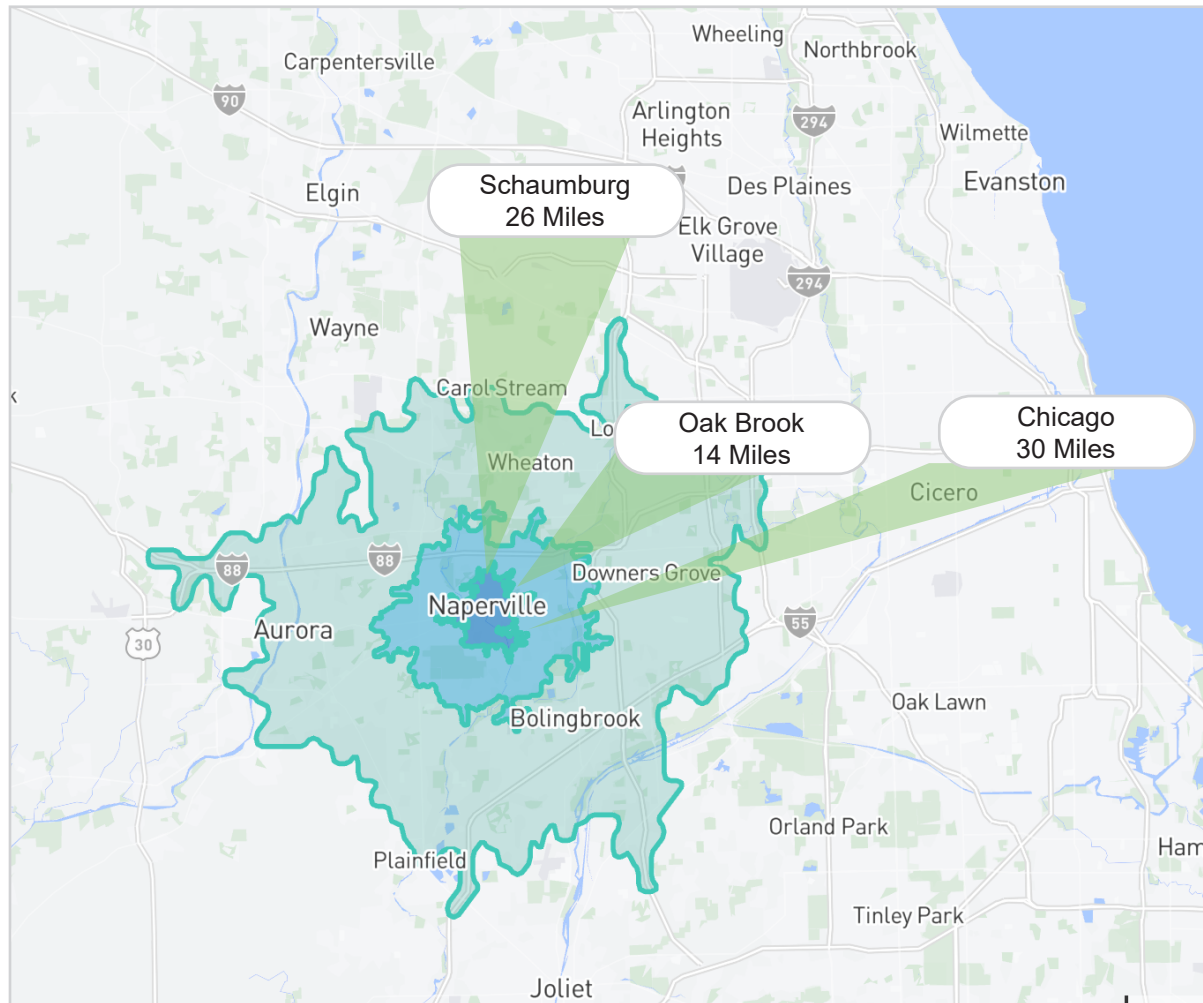 Wheeling
Northbrook
Carpentersville
90
Arlington
Heights
294
Wilmette
Schaumburg
26 Miles
Des Plaines
Evanston
Elgin
Elk Grove
Village
294
Wayne
Carol Stream
Oak Brook
14 Miles
Chicago
30 Miles
Wheaton
Cicero
88
88
Downers Grove
Naperville
Aurora
55
30
Oak Lawn
Bolingbrook
Orland Park
Plainfield
Tinley Park
Joliet